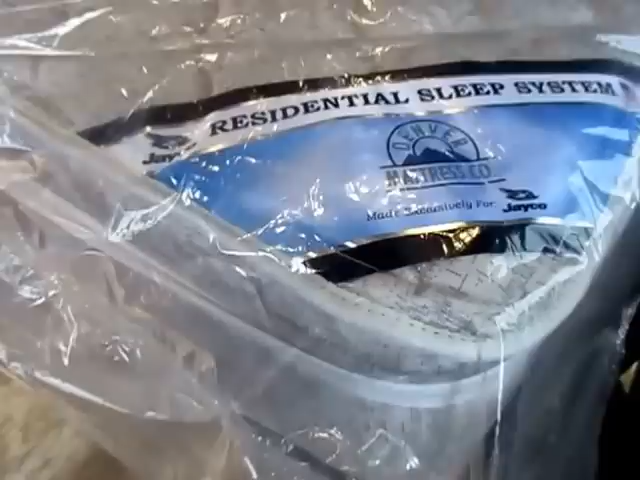 RESIDENTIAL SLEEP SYSTEM
Jayco
DENVER
MATTRESS CO
Made Exclusively For
Jayco